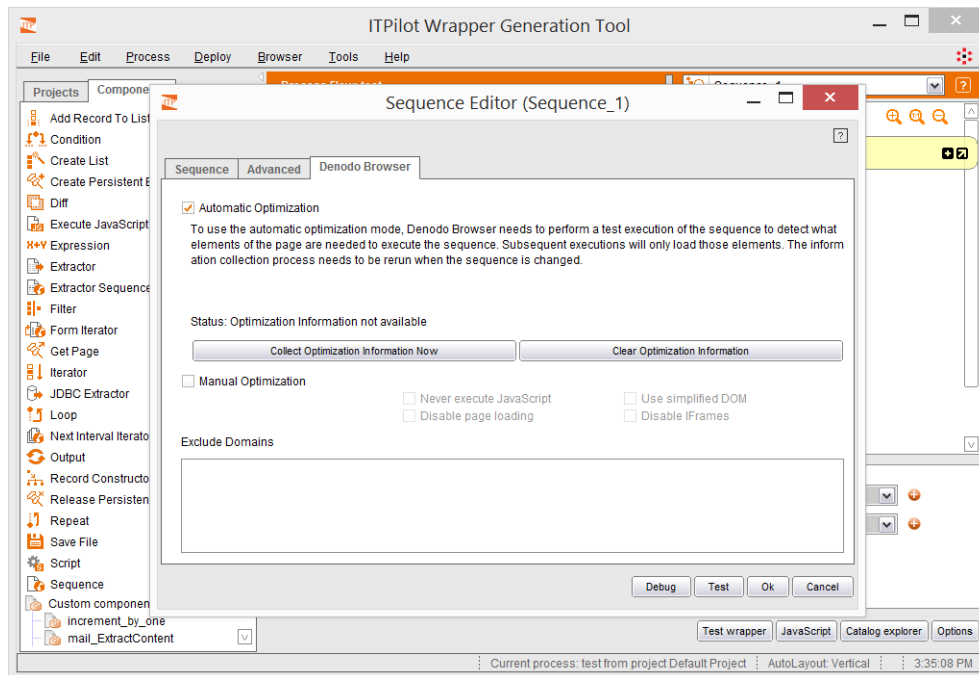 ITP
ITPilot Wrapper Generation Tool
File Edit Process Deploy Browser Tools Help
Projects
Sequence Editor (Sequence_1)
?
?
Sequence Advanced Denodo Browser
Automatic Optimization
To use the automatic optimization mode, Denodo Browser needs to perform a test execution of the sequence to detect what
elements of the page are needed to execute the sequence. Subsequent executions will only load those elements. The inform
ation collection process needs to be rerun when the sequence is changed.
Status: Optimization Information not available
Collect Optimization Information Now Clear Optimization Information
Manual Optimization
Never execute JavaScript Use simplified DOM
Disable page loading Disable IFrames
Exclude Domains
Debug Test Ok Cancel
Add Record To List
Condition
Create List
Create Persistent
Diff
Execute JavaScript
X+Y Expression
Extractor
Extractor Sequence
Filter
Form Iterator
Get Page
Iterator
JDBC Extractor
Loop
Next Interval Iterato
Output
Record Constructo
Release Persisten
Repeat
Save File
Script
Sequence
Custom componen
increment_by_one
mail_ExtractContent
Test wrapper JavaScript Catalog explorer Options
Current process: test from project Default Project AutoLayout: Vertical 3:35:08 PM